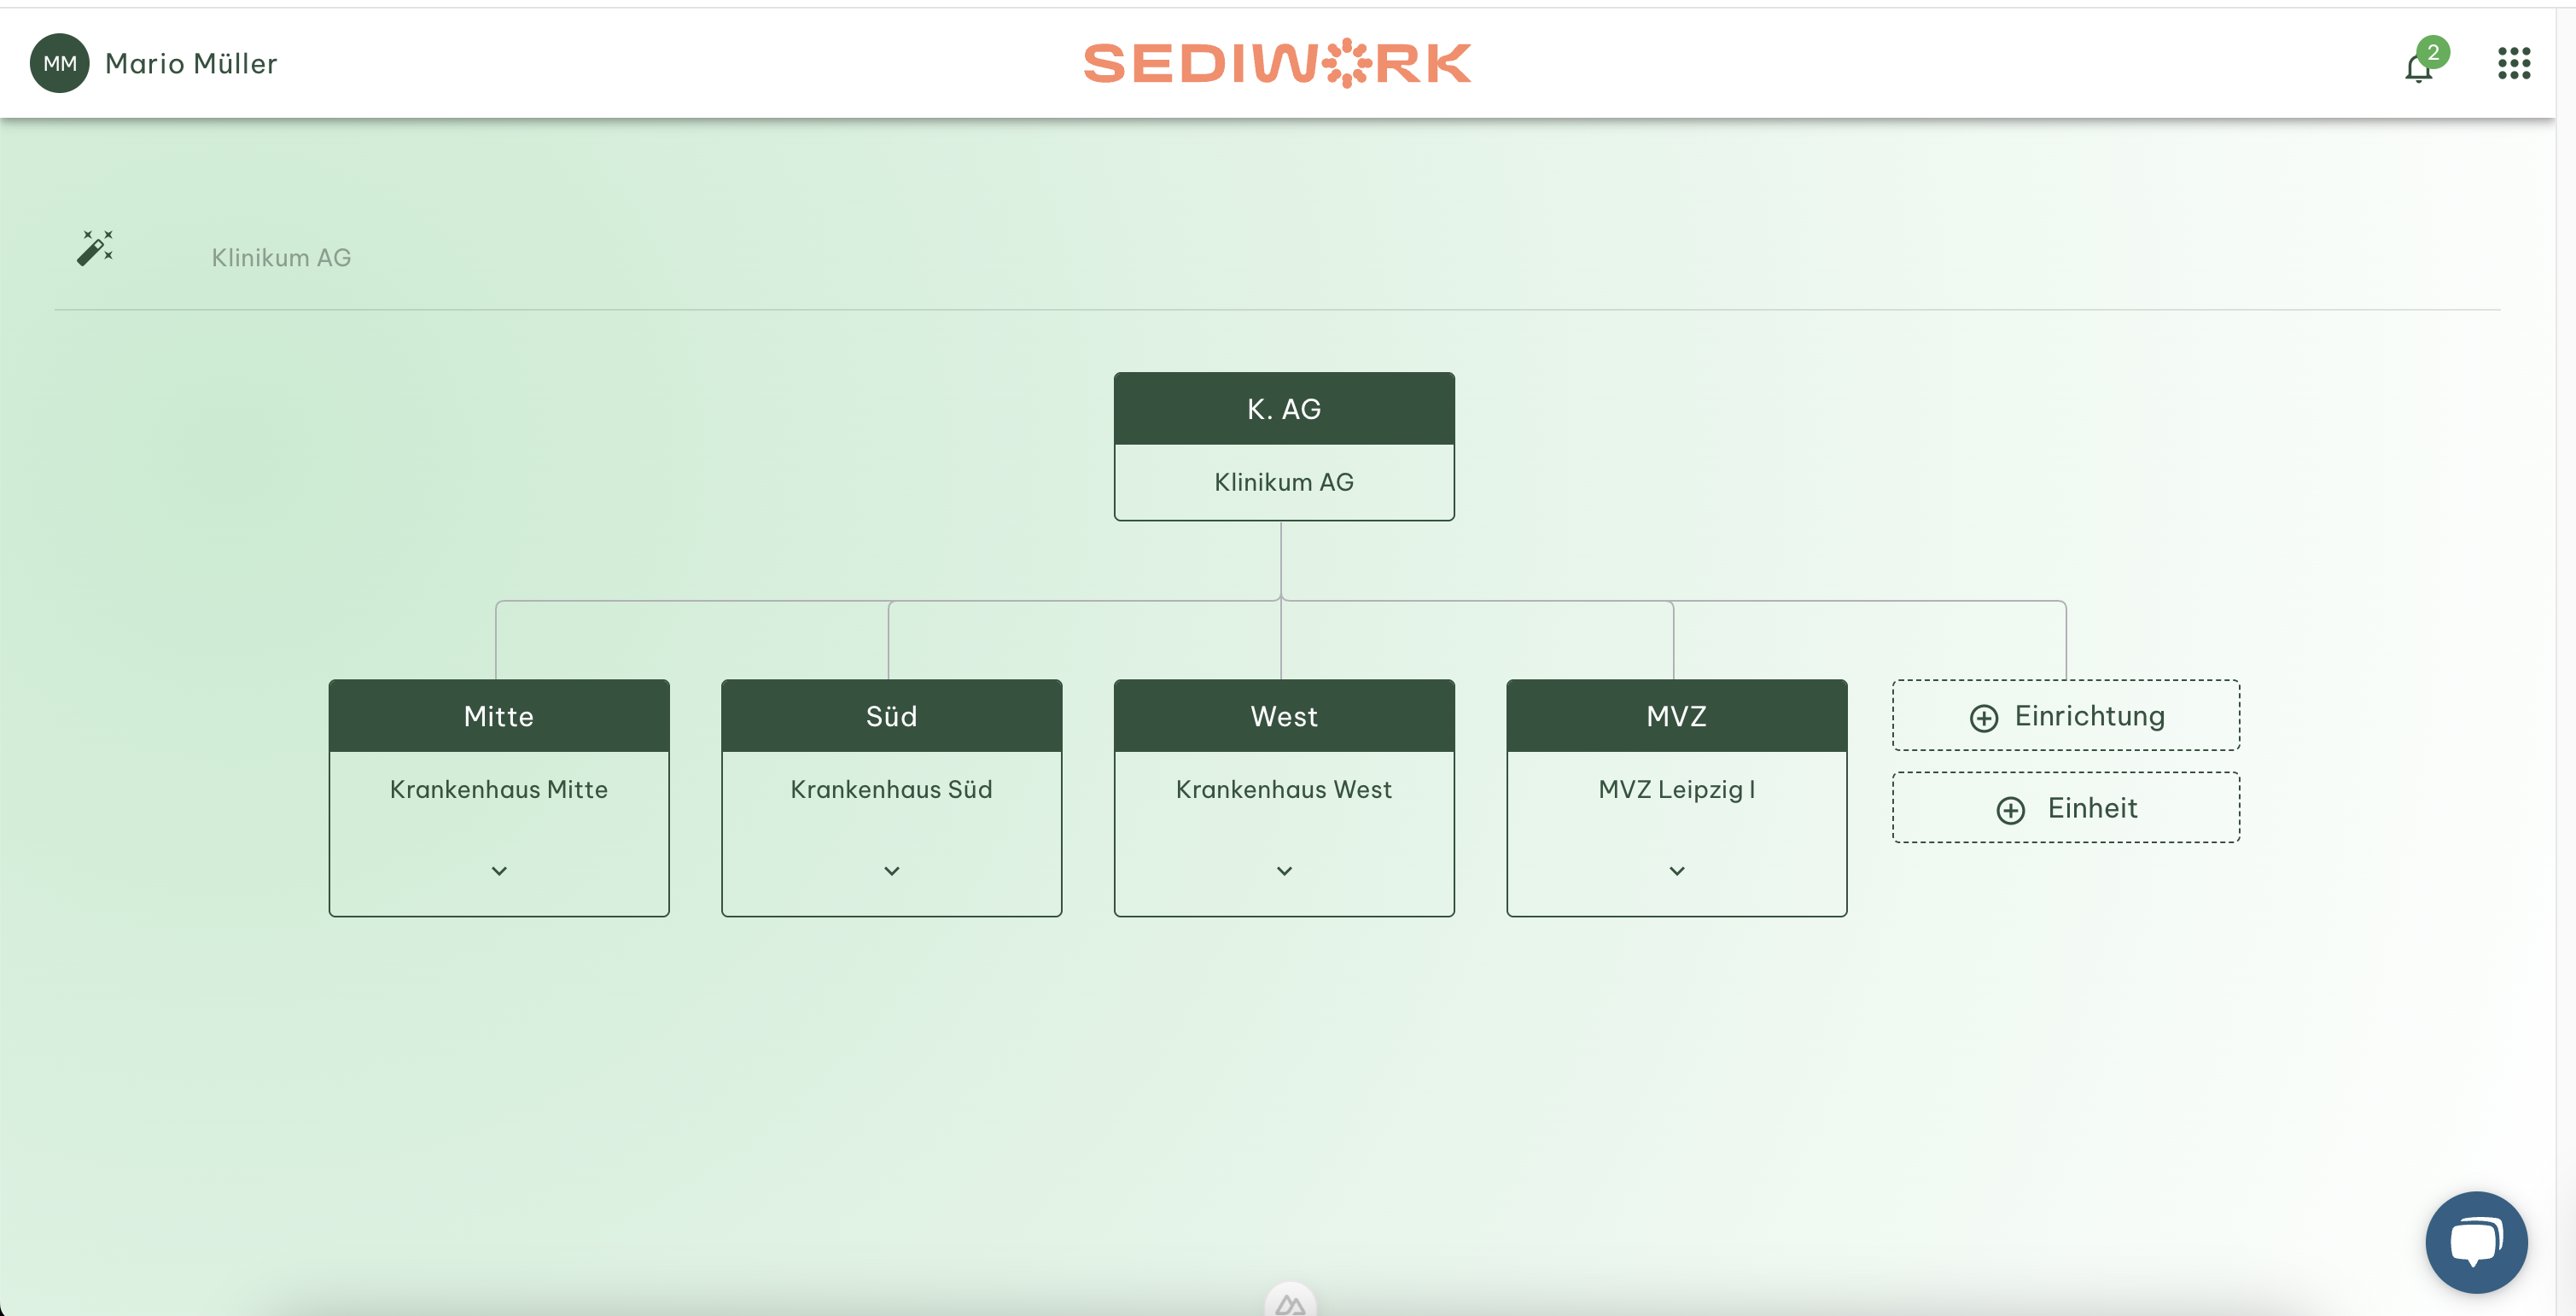 MM Mario Müller
SEDIWORK
2
Klinikum AG
K. AG
Klinikum AG
Mitte
Krankenhaus Mitte
Süd
Krankenhaus Süd
West
Krankenhaus West
MVZ
MVZ Leipzig I
Einrichtung
Einheit